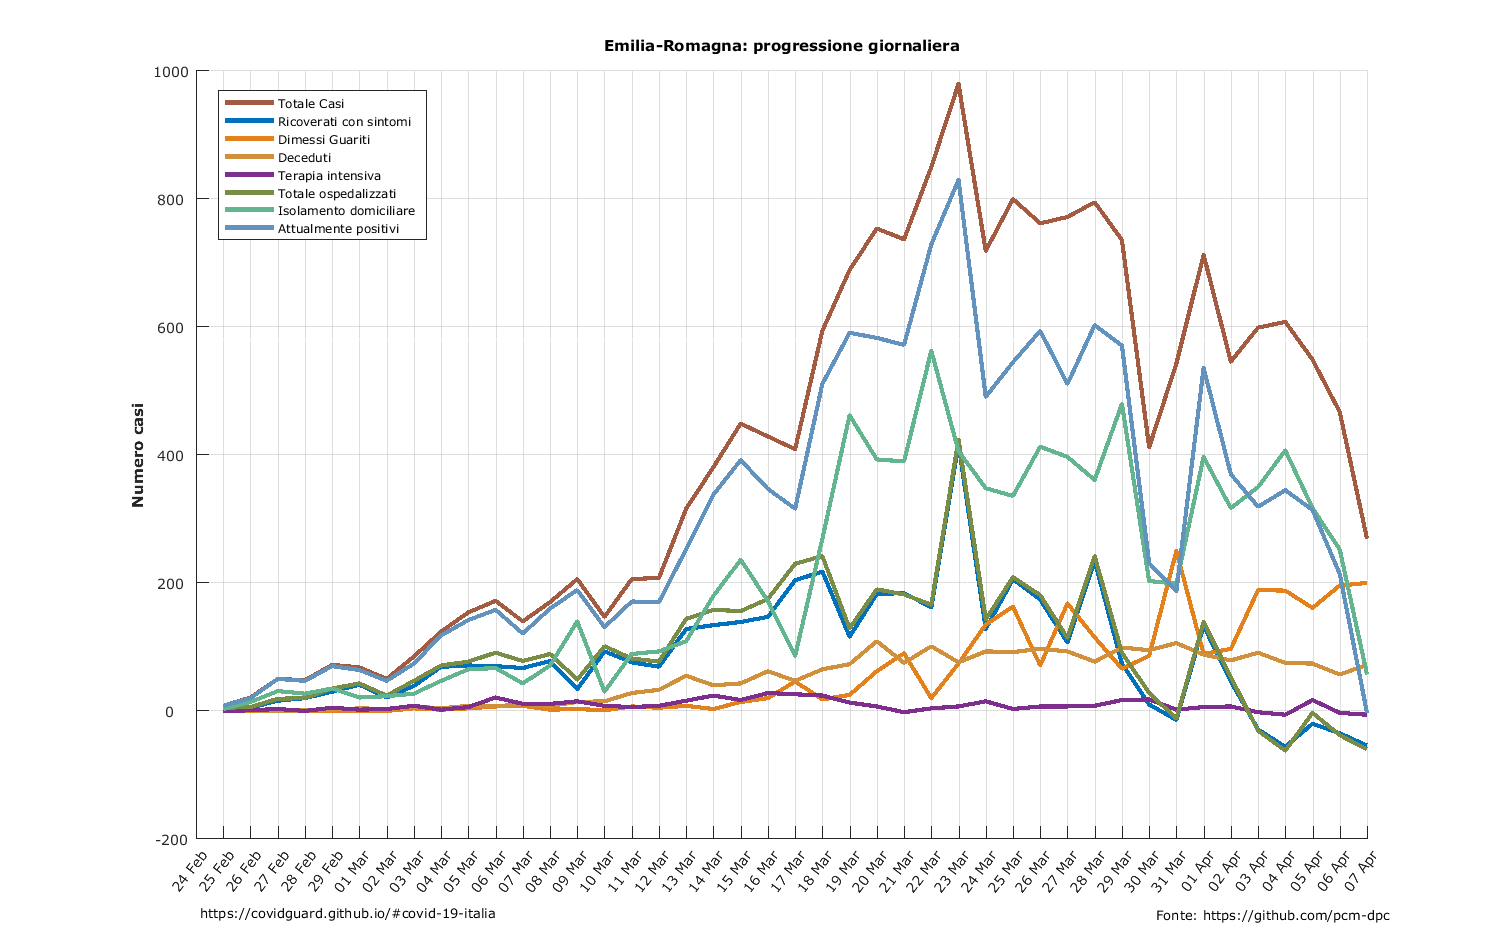 Emilia-Romagna: progressione giornaliera
1000
800
600
400
200
0
-200
Numero casi
Totale Casi
Ricoverati con sintomi
Dimessi Guariti
Deceduti
Terapia intensiva
Totale ospedalizzati
Isolamento domiciliare
Attualmente positivi
24 Feb
25 Feb
26 Feb
27 Feb
28 Feb
29 Feb
01 Mar
02 Mar
03 Mar
04 Mar
05 Mar
06 Mar
07 Mar
08 Mar
09 Mar
10 Mar
11 Mar
12 Mar
13 Mar
14 Mar
15 Mar
16 Mar
17 Mar
18 Mar
19 Mar
20 Mar
21 Mar
22 Mar
23 Mar
24 Mar
25 Mar
26 Mar
27 Mar
28 Mar
29 Mar
30 Mar
31 Mar
01 Apr
02 Apr
03 Apr
04 Apr
05 Apr
06 Apr
07 Apr
https://covidguard.github.io/#covid-19-italia
Fonte: https://github.com/pcm-dpc